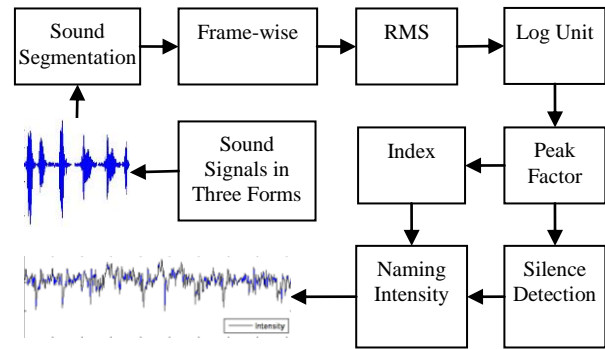 Sound
Segmentation
Frame-wise
RMS
Log Unit
Sound
Signals in
Three Forms
Index
Peak
Factor
Naming
Intensity
Silence
Detection
Intensity